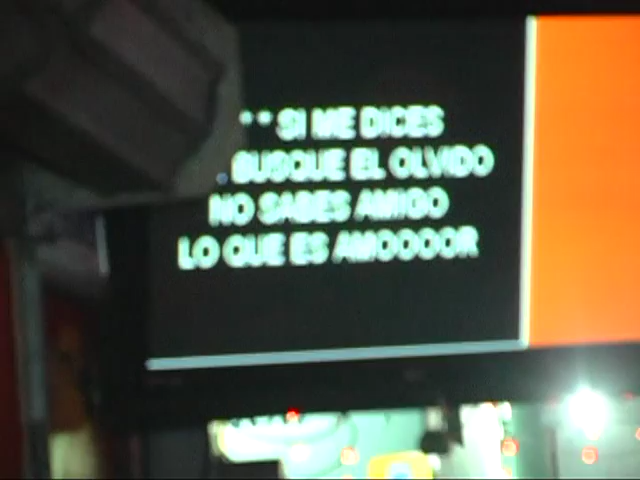 ** SI ME DICES
BUSQUE EL OLVIDO
NO SABES AMIGO
LO QUE ES AMOOOOR